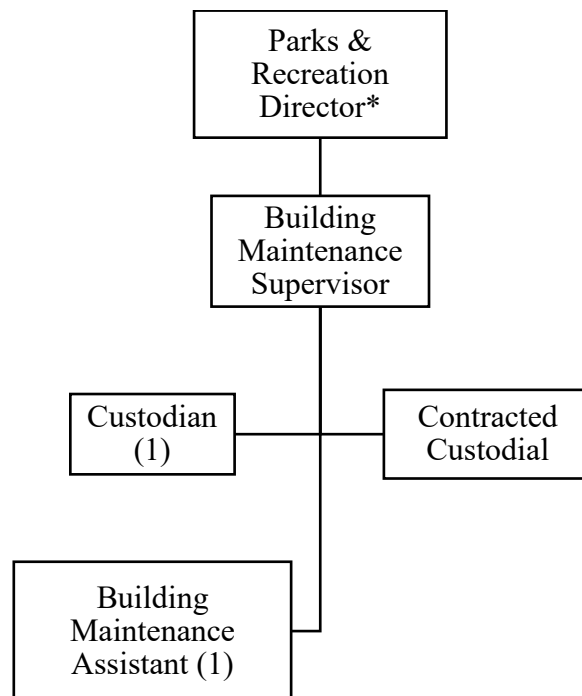 Parks &
Recreation
Director*
Building
Maintenance
Supervisor
Custodian
(1)
Contracted
Custodial
Building
Maintenance
Assistant (1)